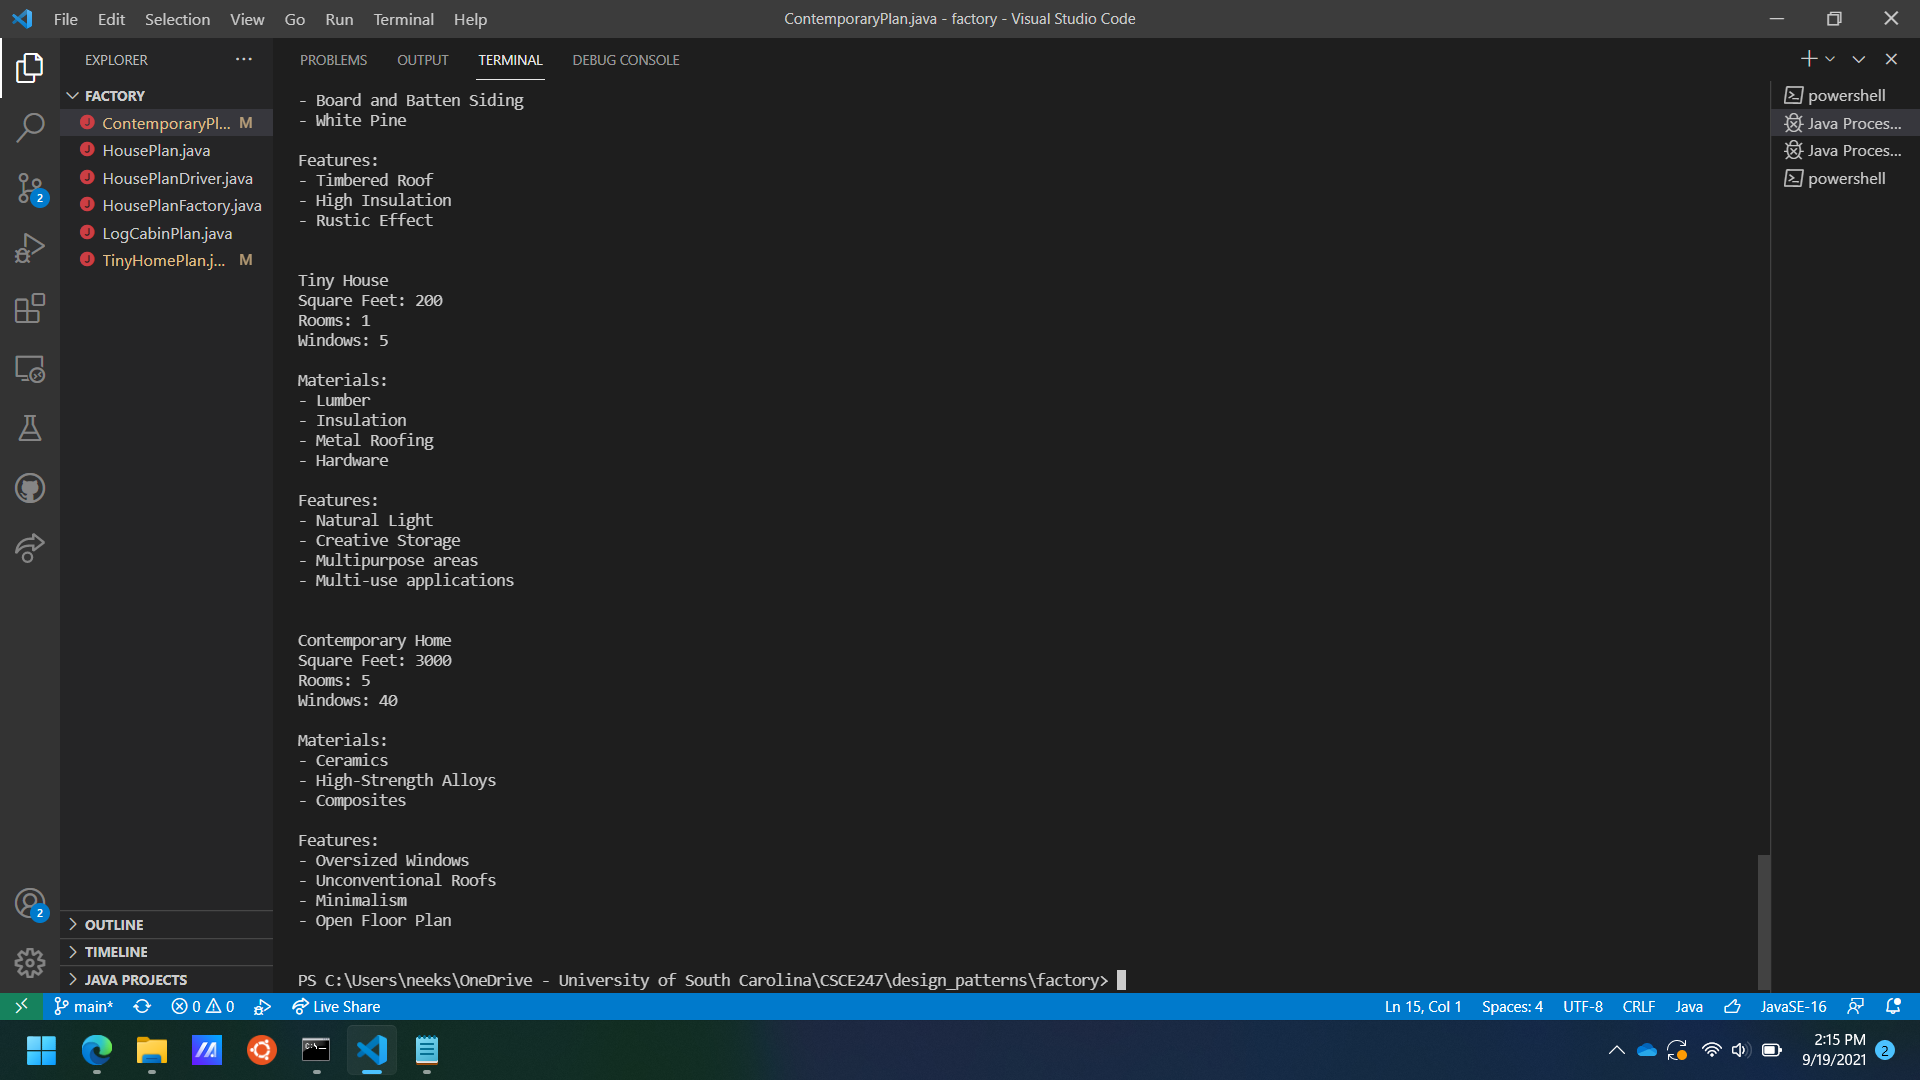 File Edit Selection View Go Run Terminal Help
ContemporaryPlan.java - factory - Visual Studio Code
EXPLORER
PROBLEMS OUTPUT TERMINAL DEBUG CONSOLE
FACTORY
ContemporaryPl... M
HousePlan.java
HousePlanDriver.java
HousePlanFactory.java
LogCabinPlan.java
TinyHomePlan.j... M
2
2
OUTLINE
TIMELINE
JAVA PROJECTS
- Board and Batten Siding
- White Pine
Features:
- Timbered Roof
- High Insulation
- Rustic Effect
Tiny House
Square Feet: 200
Rooms: 1
Windows: 5
Materials:
- Lumber
- Insulation
- Metal Roofing
- Hardware
Features:
- Natural Light
- Creative Storage
- Multipurpose areas
- Multi-use applications
Contemporary Home
Square Feet: 3000
Rooms: 5
Windows: 40
Materials:
- Ceramics
- High-Strength Alloys
- Composites
Features:
- Oversized Windows
- Unconventional Roofs
- Minimalism
- Open Floor Plan
PS C:\Users\neeks\OneDrive - University of South Carolina\CSCE247\design_patterns\factory>
powershell
Java Proces...
Java Proces...
powershell
main* 0 0 Live Share
Ln 15, Col 1 Spaces: 4 UTF-8 CRLF Java JavaSE-16
2:15 PM
9/19/2021
2